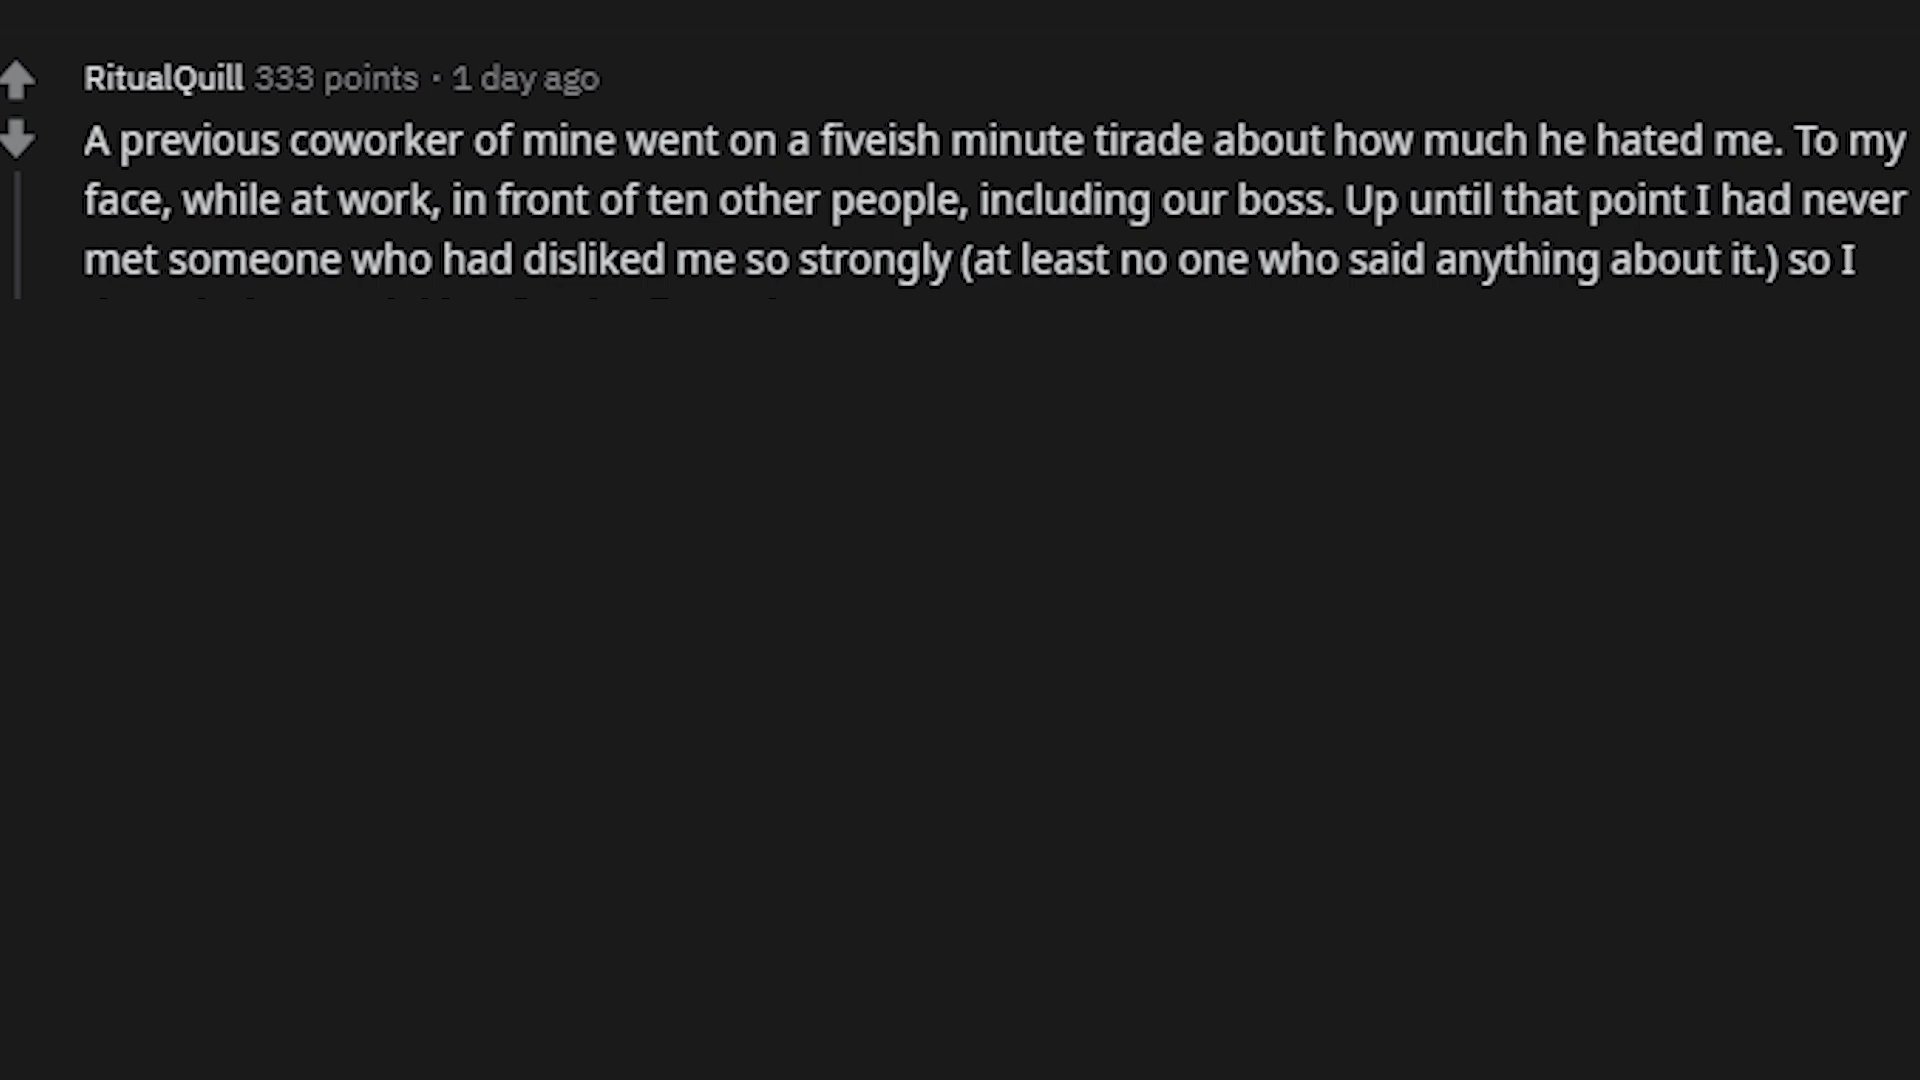 RitualQuill 333 points · 1 day ago
A previous coworker of mine went on a fiveish minute tirade about how much he hated me. To my
face, while at work, in front of ten other people, including our boss. Up until that point I had never
met someone who had disliked me so strongly (at least no one who said anything about it.) so I